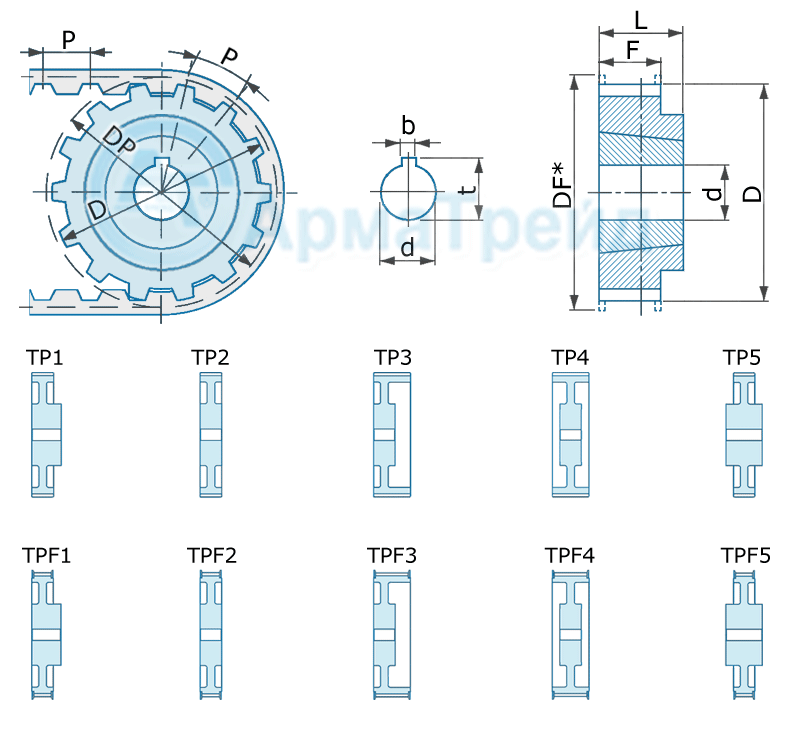 P
P
L
F
DP
D
b
t
d
DF*
d
D
АрмаТрейд
TP1 TP2 TP3 TP4 TP5
TPF1 TPF2 TPF3 TPF4 TPF5